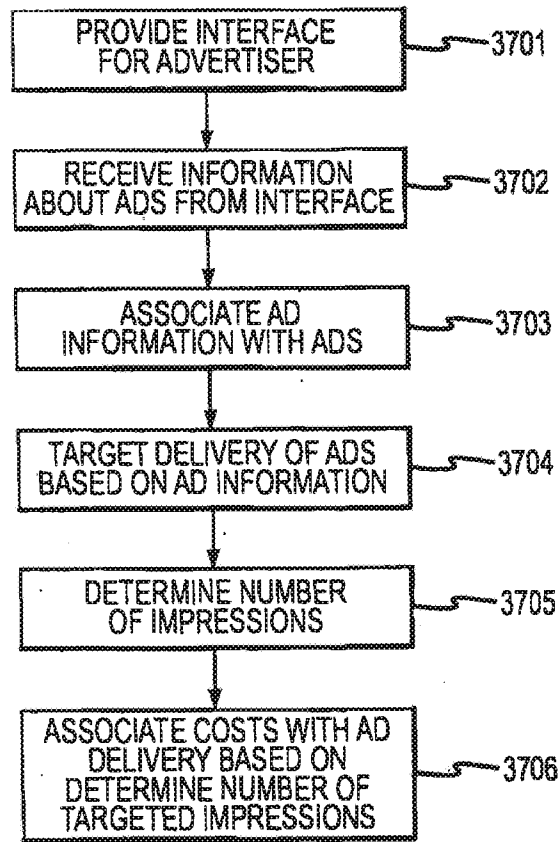 PROVIDE INTERFACE
FOR ADVERTISER
3701
RECEIVE INFORMATION
ABOUT ADS FROM INTERFACE
3702
ASSOCIATE AD
INFORMATION WITH ADS
3703
TARGET DELIVERY OF ADS
BASED ON AD INFORMATION
3704
DETERMINE NUMBER
OF IMPRESSIONS
3705
ASSOCIATE COSTS WITH AD
DELIVERY BASED ON
DETERMINE NUMBER OF
TARGETED IMPRESSIONS
3706